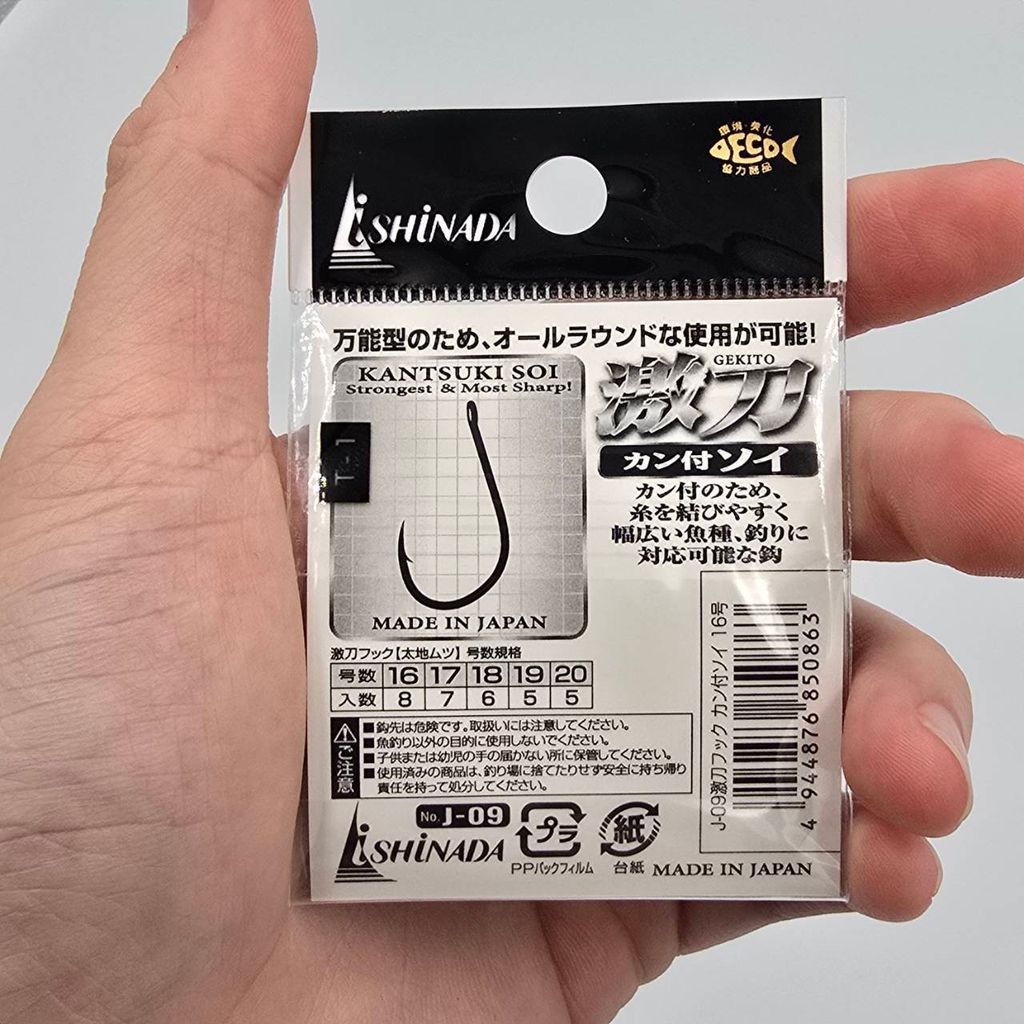 環境・美化
ECO
協力商品
iSHiNADA
万能型のため、オールラウンドな使用が可能!
KANTSUKI SOI
Strongest & Most Sharp!
MADE IN JAPAN
T-1
GEKITO
激刀
カン付ソイ
カン付のため、
糸を結びやすく
幅広い魚種、釣りに
対応可能な鈎
激刀フック【太地ムツ】号数規格
号数 16 17 18 19 20
入数 8 7 6 5 5
ご注意
■鈎先は危険です。取扱いには注意してください。
■魚釣り以外の目的に使用しないでください。
■子供または幼児の手の届かない所に保管してください。
■使用済みの商品は、釣り場に捨てたりせず安全に持ち帰り
責任を持って処分してください。
J-09激刀フック カン付ソイ 16号
4 944876 850863
No.J-09
iSHiNADA
プラ
PPパックフィルム
紙
台紙
MADE IN JAPAN